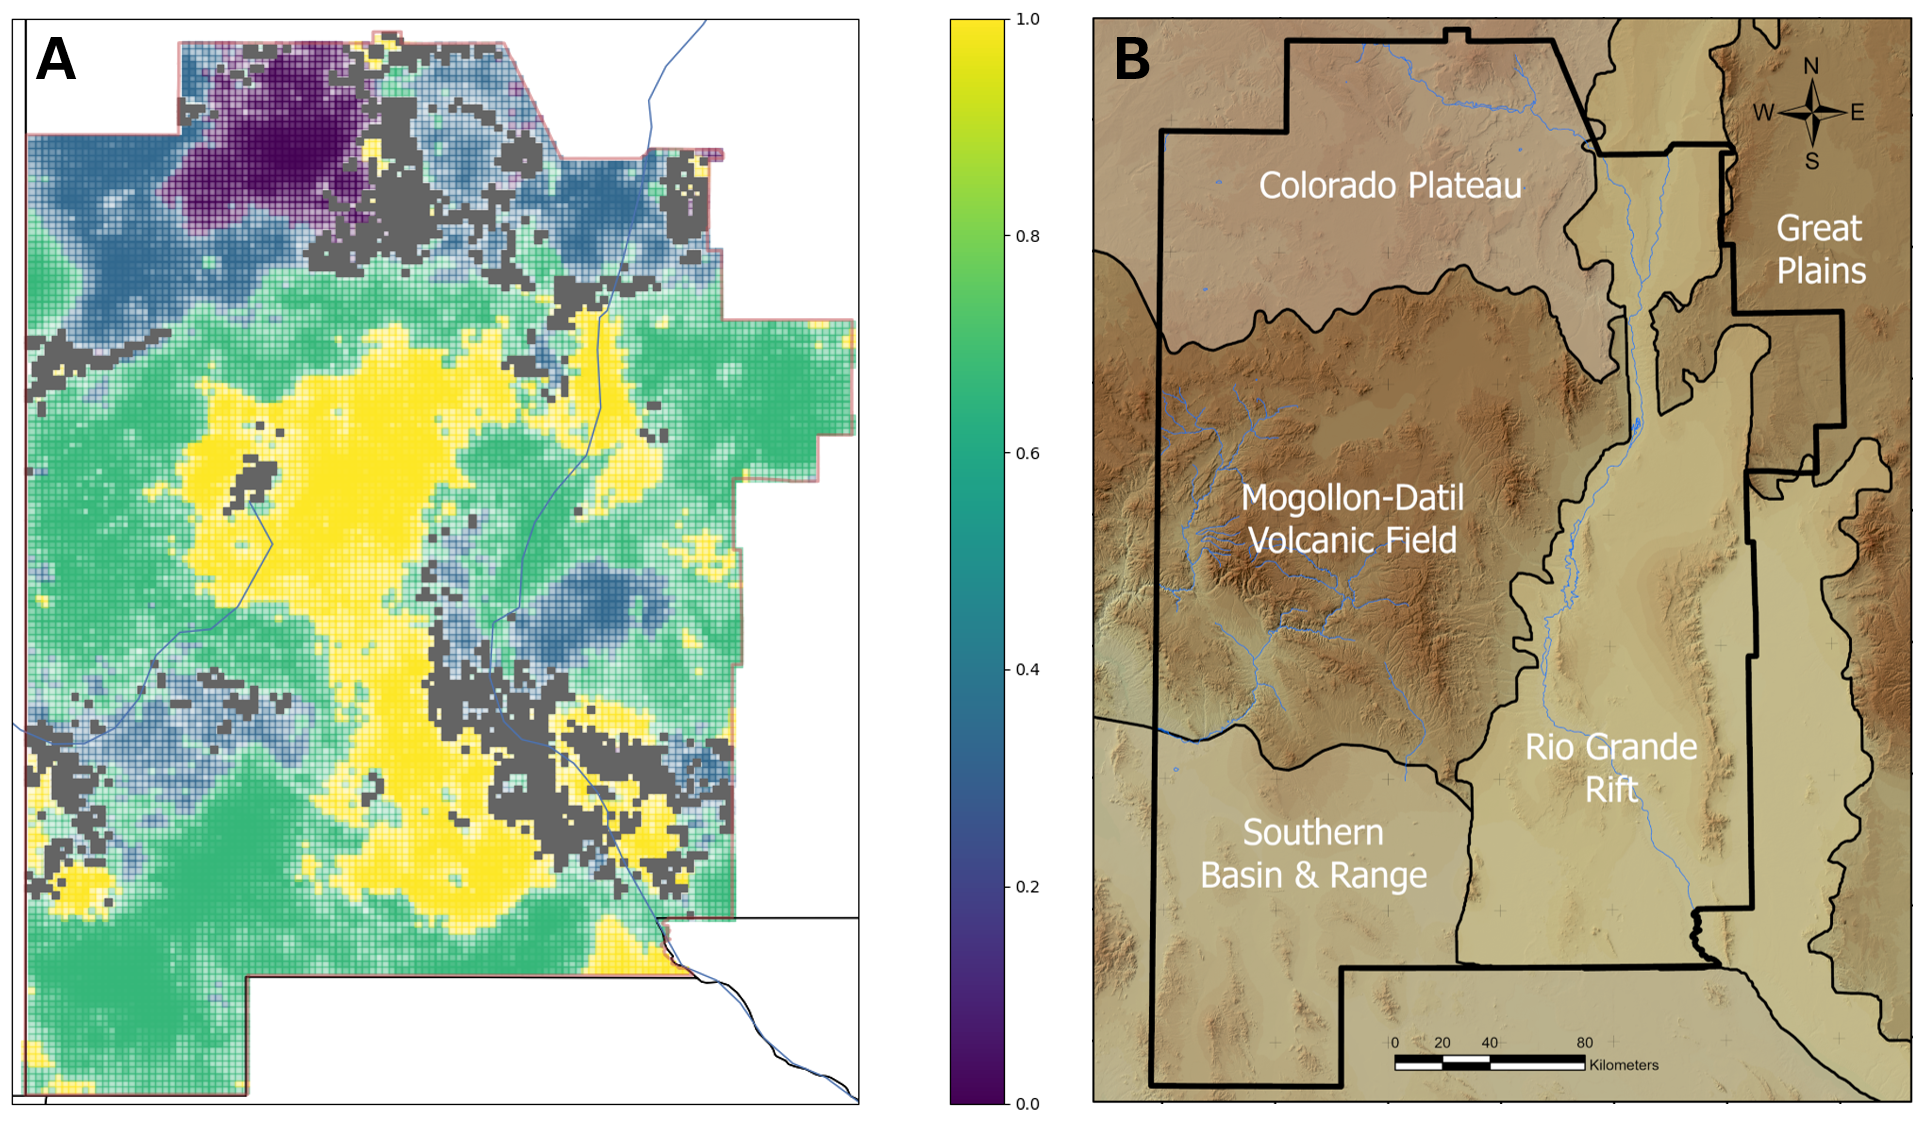 A
1.0
0.8
0.6
0.4
0.2
0.0
B
N
W E
S
Colorado Plateau
Great
Plains
Mogollon-Datil
Volcanic Field
Rio Grande
Rift
Southern
Basin & Range
0 20 40 80
Kilometers